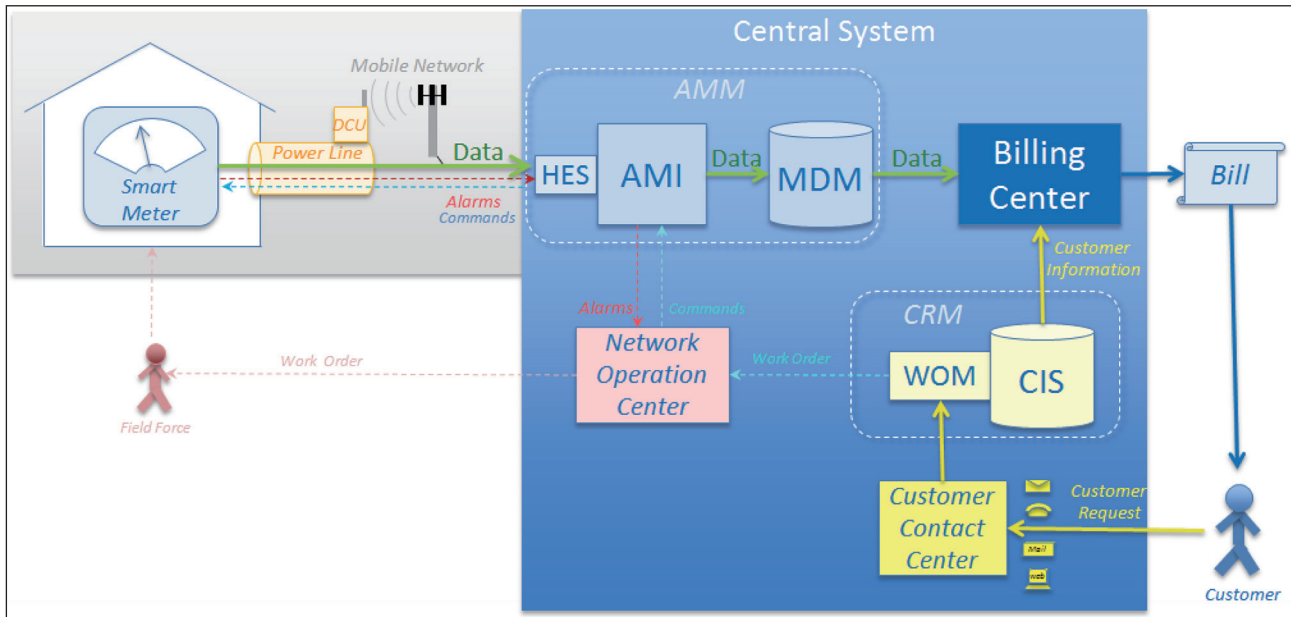 Central System
Mobile Network
AMM
DCU
Power Line
Data
HES
AMI
Data
MDM
Data
Billing
Center
Bill
Smart
Meter
Alarms
Commands
Customer
Information
Alarms
Commands
CRM
Network
Operation
Center
Work Order
Work Order
WOM
CIS
Field Force
Customer
Contact
Center
Customer
Request
Mail
web
Customer